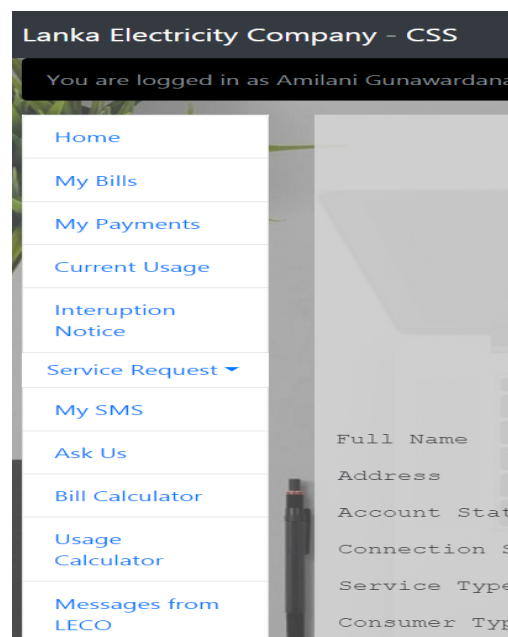 Lanka Electricity Company - CSS
You are logged in as Amilani Gunawardana
Home
My Bills
My Payments
Current Usage
Interuption
Notice
Service Request
My SMS
Ask Us
Bill Calculator
Usage
Calculator
Messages from
LECO
Full Name
Address
Account Stat
Connection S
Service Type
Consumer Typ